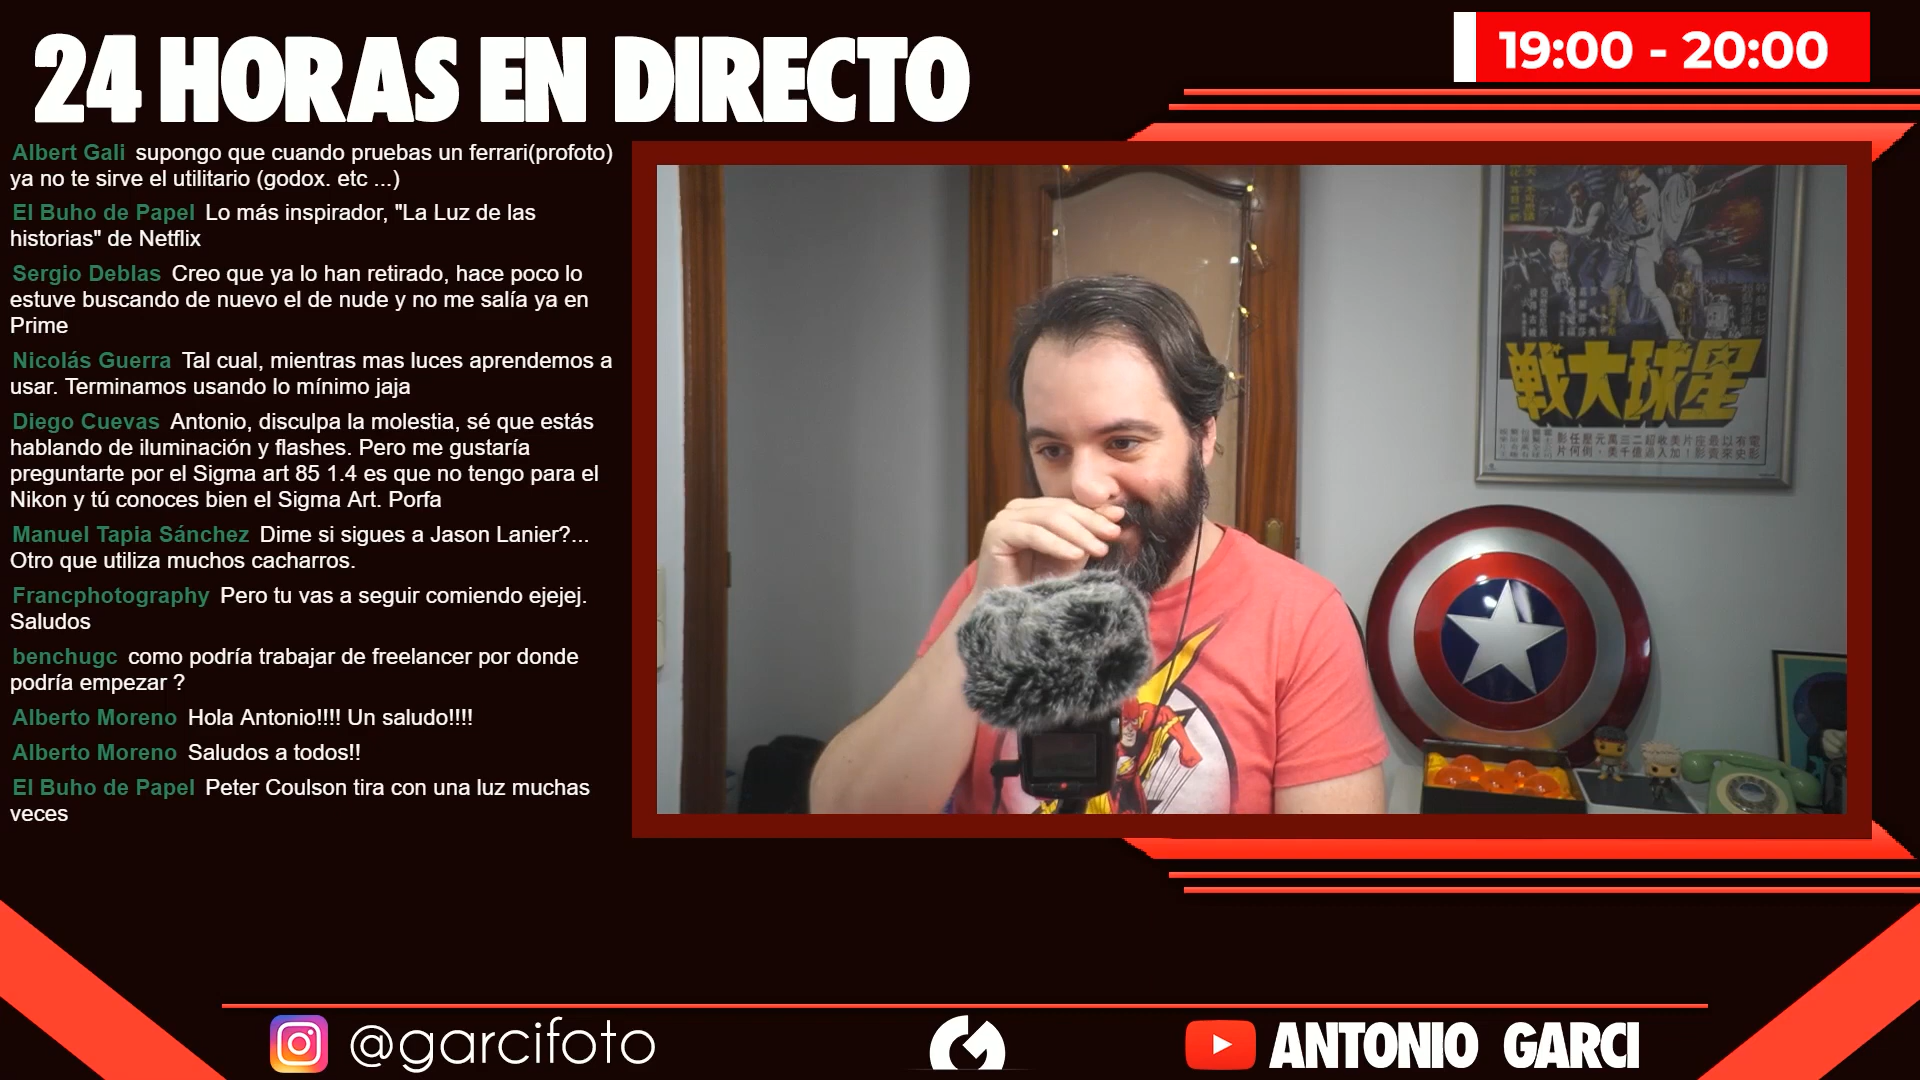 24 HORAS EN DIRECTO
19:00 - 20:00
Albert Gali supongo que cuando pruebas un ferrari(profoto)
ya no te sirve el utilitario (godox. etc ...)
El Buho de Papel Lo más inspirador, "La Luz de las
historias" de Netflix
Sergio Deblas Creo que ya lo han retirado, hace poco lo
estuve buscando de nuevo el de nude y no me salía ya en
Prime
Nicolás Guerra Tal cual, mientras mas luces aprendemos a
usar. Terminamos usando lo mínimo jaja
Diego Cuevas Antonio, disculpa la molestia, sé que estás
hablando de iluminación y flashes. Pero me gustaría
preguntarte por el Sigma art 85 1.4 es que no tengo para el
Nikon y tú conoces bien el Sigma Art. Porfa
Manuel Tapia Sánchez Dime si sigues a Jason Lanier?...
Otro que utiliza muchos cacharros.
Francphotography Pero tu vas a seguir comiendo ejejej.
Saludos
benchugc como podría trabajar de freelancer por donde
podría empezar ?
Alberto Moreno Hola Antonio!!!! Un saludo!!!!
Alberto Moreno Saludos a todos!!
El Buho de Papel Peter Coulson tira con una luz muchas
veces
戰大球星
@garcifoto
ANTONIO GARCI